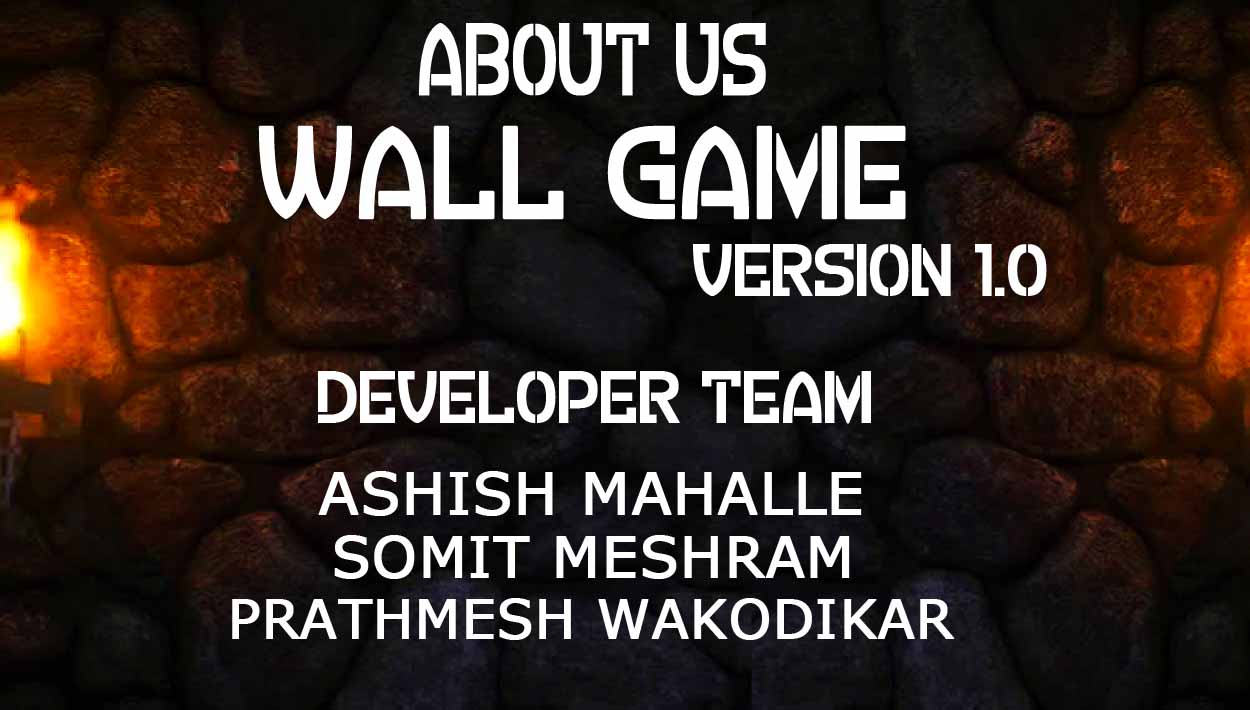 ABOUT US
WALL GAME
VERSION 1.0
DEVELOPER TEAM
ASHISH MAHALLE
SOMIT MESHRAM
PRATHMESH WAKODIKAR